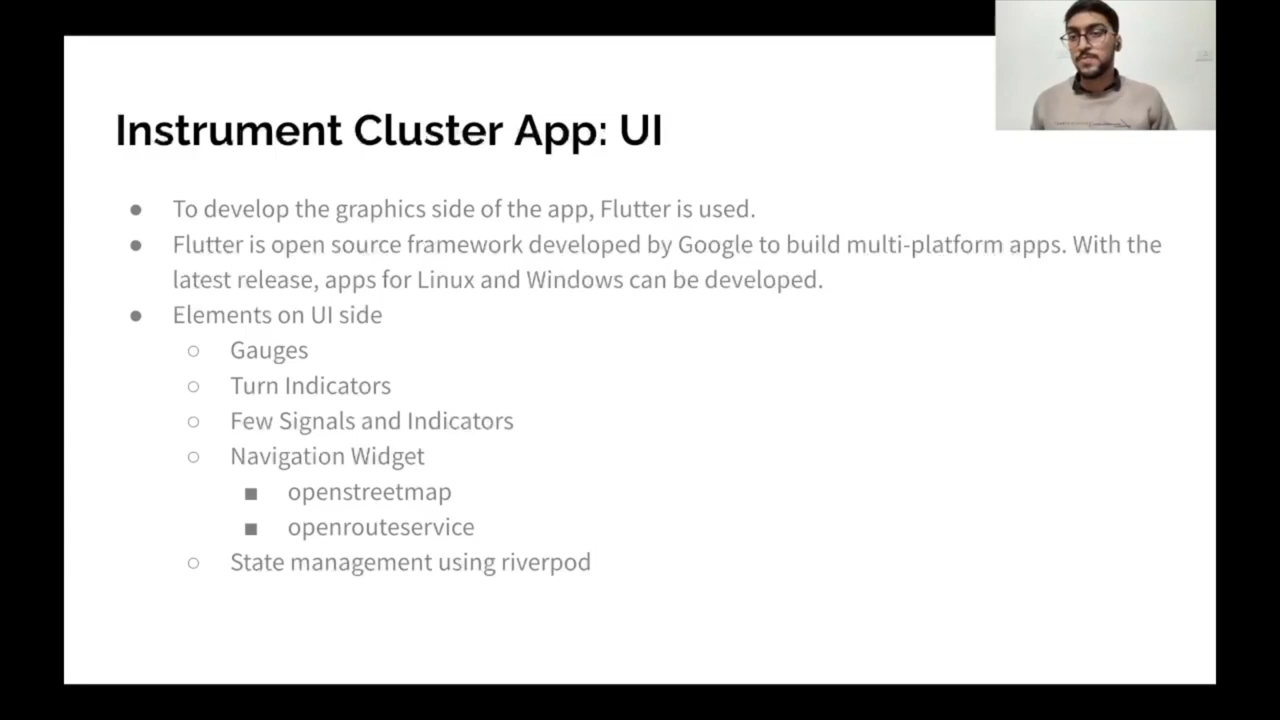 Instrument Cluster App: UI
● To develop the graphics side of the app, Flutter is used.
● Flutter is open source framework developed by Google to build multi-platform apps. With the
latest release, apps for Linux and Windows can be developed.
● Elements on UI side
○ Gauges
○ Turn Indicators
○ Few Signals and Indicators
○ Navigation Widget
■ openstreetmap
■ openrouteservice
○ State management using riverpod